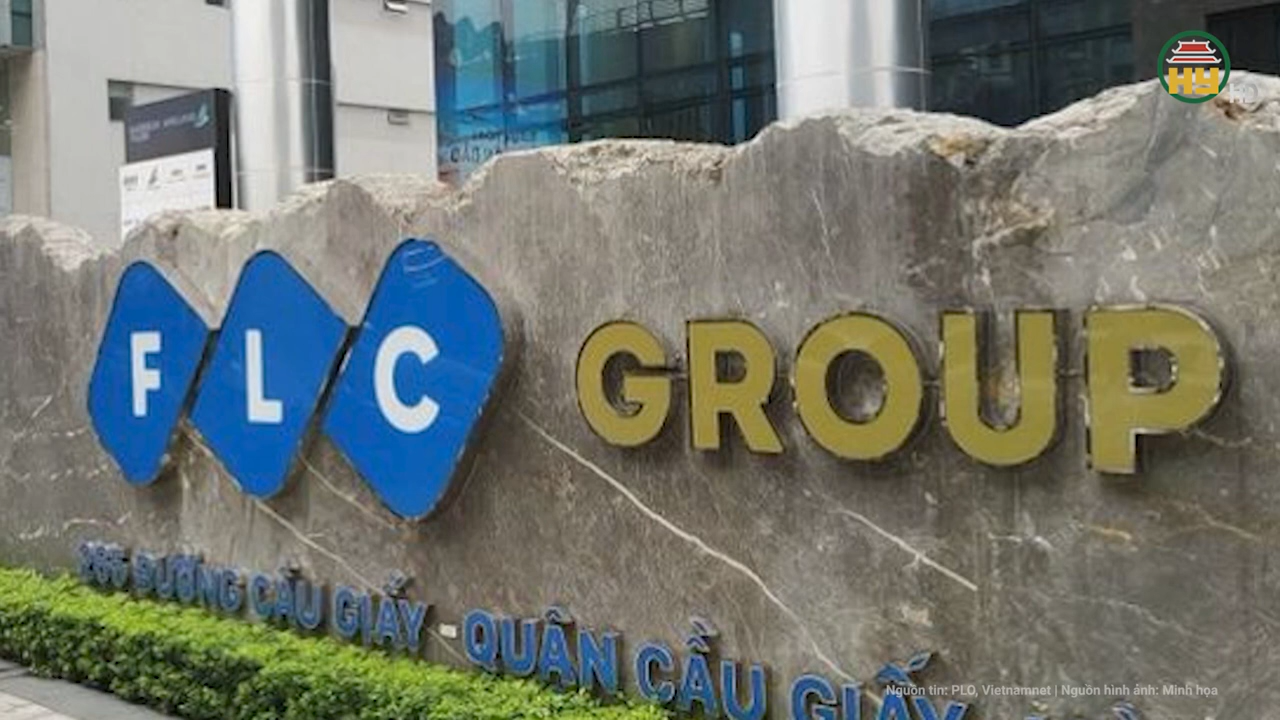 HY
FLC GROUP
265 ĐƯỜNG CẦU GIẤY - QUẬN CẦU GIẤY
Nguồn tin: PLO, Vietnamnet | Nguồn hình ảnh: Minh họa